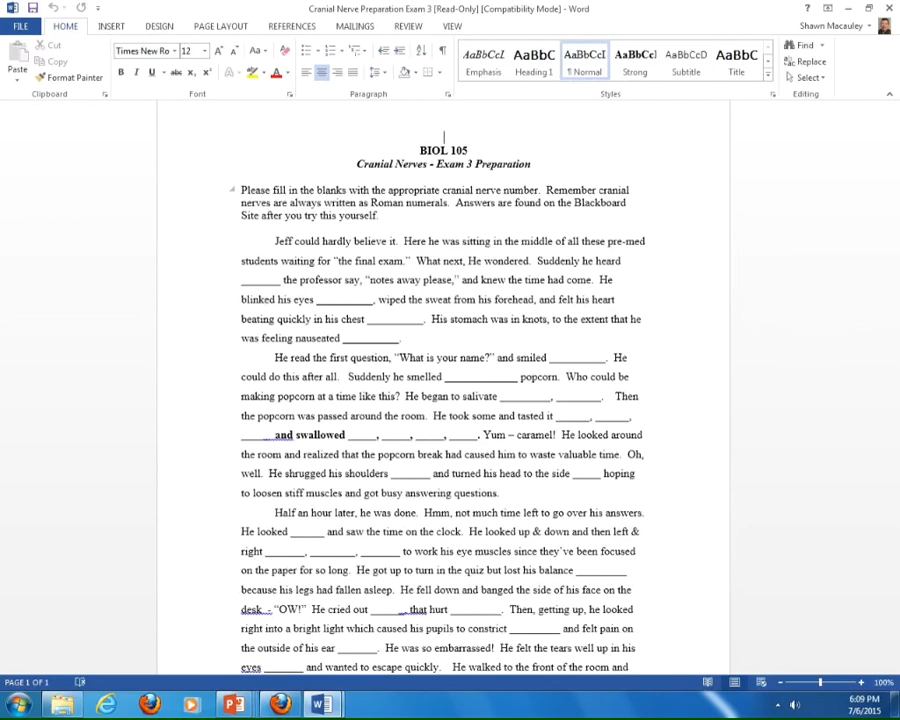 Cranial Nerve Preparation Exam 3 [Read-Only] [Compatibility Mode] - Word
FILE HOME INSERT DESIGN PAGE LAYOUT REFERENCES MAILINGS REVIEW VIEW Shawn Macauley
Cut
Copy
Format Painter
Paste
Times New Ro 12
AaBbCcI AaBbC AaBbCcI AaBbCcl AaBbCcD AaBbC
Emphasis Heading 1 ¶ Normal Strong Subtitle Title
Find
Replace
Select
Clipboard Font Paragraph Styles Editing
BIOL 105
Cranial Nerves - Exam 3 Preparation
Please fill in the blanks with the appropriate cranial nerve number. Remember cranial
nerves are always written as Roman numerals. Answers are found on the Blackboard
Site after you try this yourself.
Jeff could hardly believe it. Here he was sitting in the middle of all these pre-med
students waiting for “the final exam.” What next, He wondered. Suddenly he heard
_______ the professor say, “notes away please,” and knew the time had come. He
blinked his eyes __________, wiped the sweat from his forehead, and felt his heart
beating quickly in his chest __________. His stomach was in knots, to the extent that he
was feeling nauseated __________.
He read the first question, “What is your name?” and smiled __________. He
could do this after all. Suddenly he smelled _____________ popcorn. Who could be
making popcorn at a time like this? He began to salivate _________, ________. Then
the popcorn was passed around the room. He took some and tasted it ______, ______,
______ and swallowed _____, _____, _____, _____. Yum – caramel! He looked around
the room and realized that the popcorn break had caused him to waste valuable time. Oh,
well. He shrugged his shoulders _______ and turned his head to the side _____ hoping
to loosen stiff muscles and got busy answering questions.
Half an hour later, he was done. Hmm, not much time left to go over his answers.
He looked ______ and saw the time on the clock. He looked up & down and then left &
right _______, ________, _______ to work his eye muscles since they’ve been focused
on the paper for so long. He got up to turn in the quiz but lost his balance _________
because his legs had fallen asleep. He fell down and banged the side of his face on the
desk - “OW!” He cried out ______, that hurt _________. Then, getting up, he looked
right into a bright light which caused his pupils to constrict _________ and felt pain on
the outside of his ear _______. He was so embarrassed! He felt the tears well up in his
eyes _______ and wanted to escape quickly. He walked to the front of the room and
PAGE 1 OF 1 100%
6:09 PM
7/6/2015